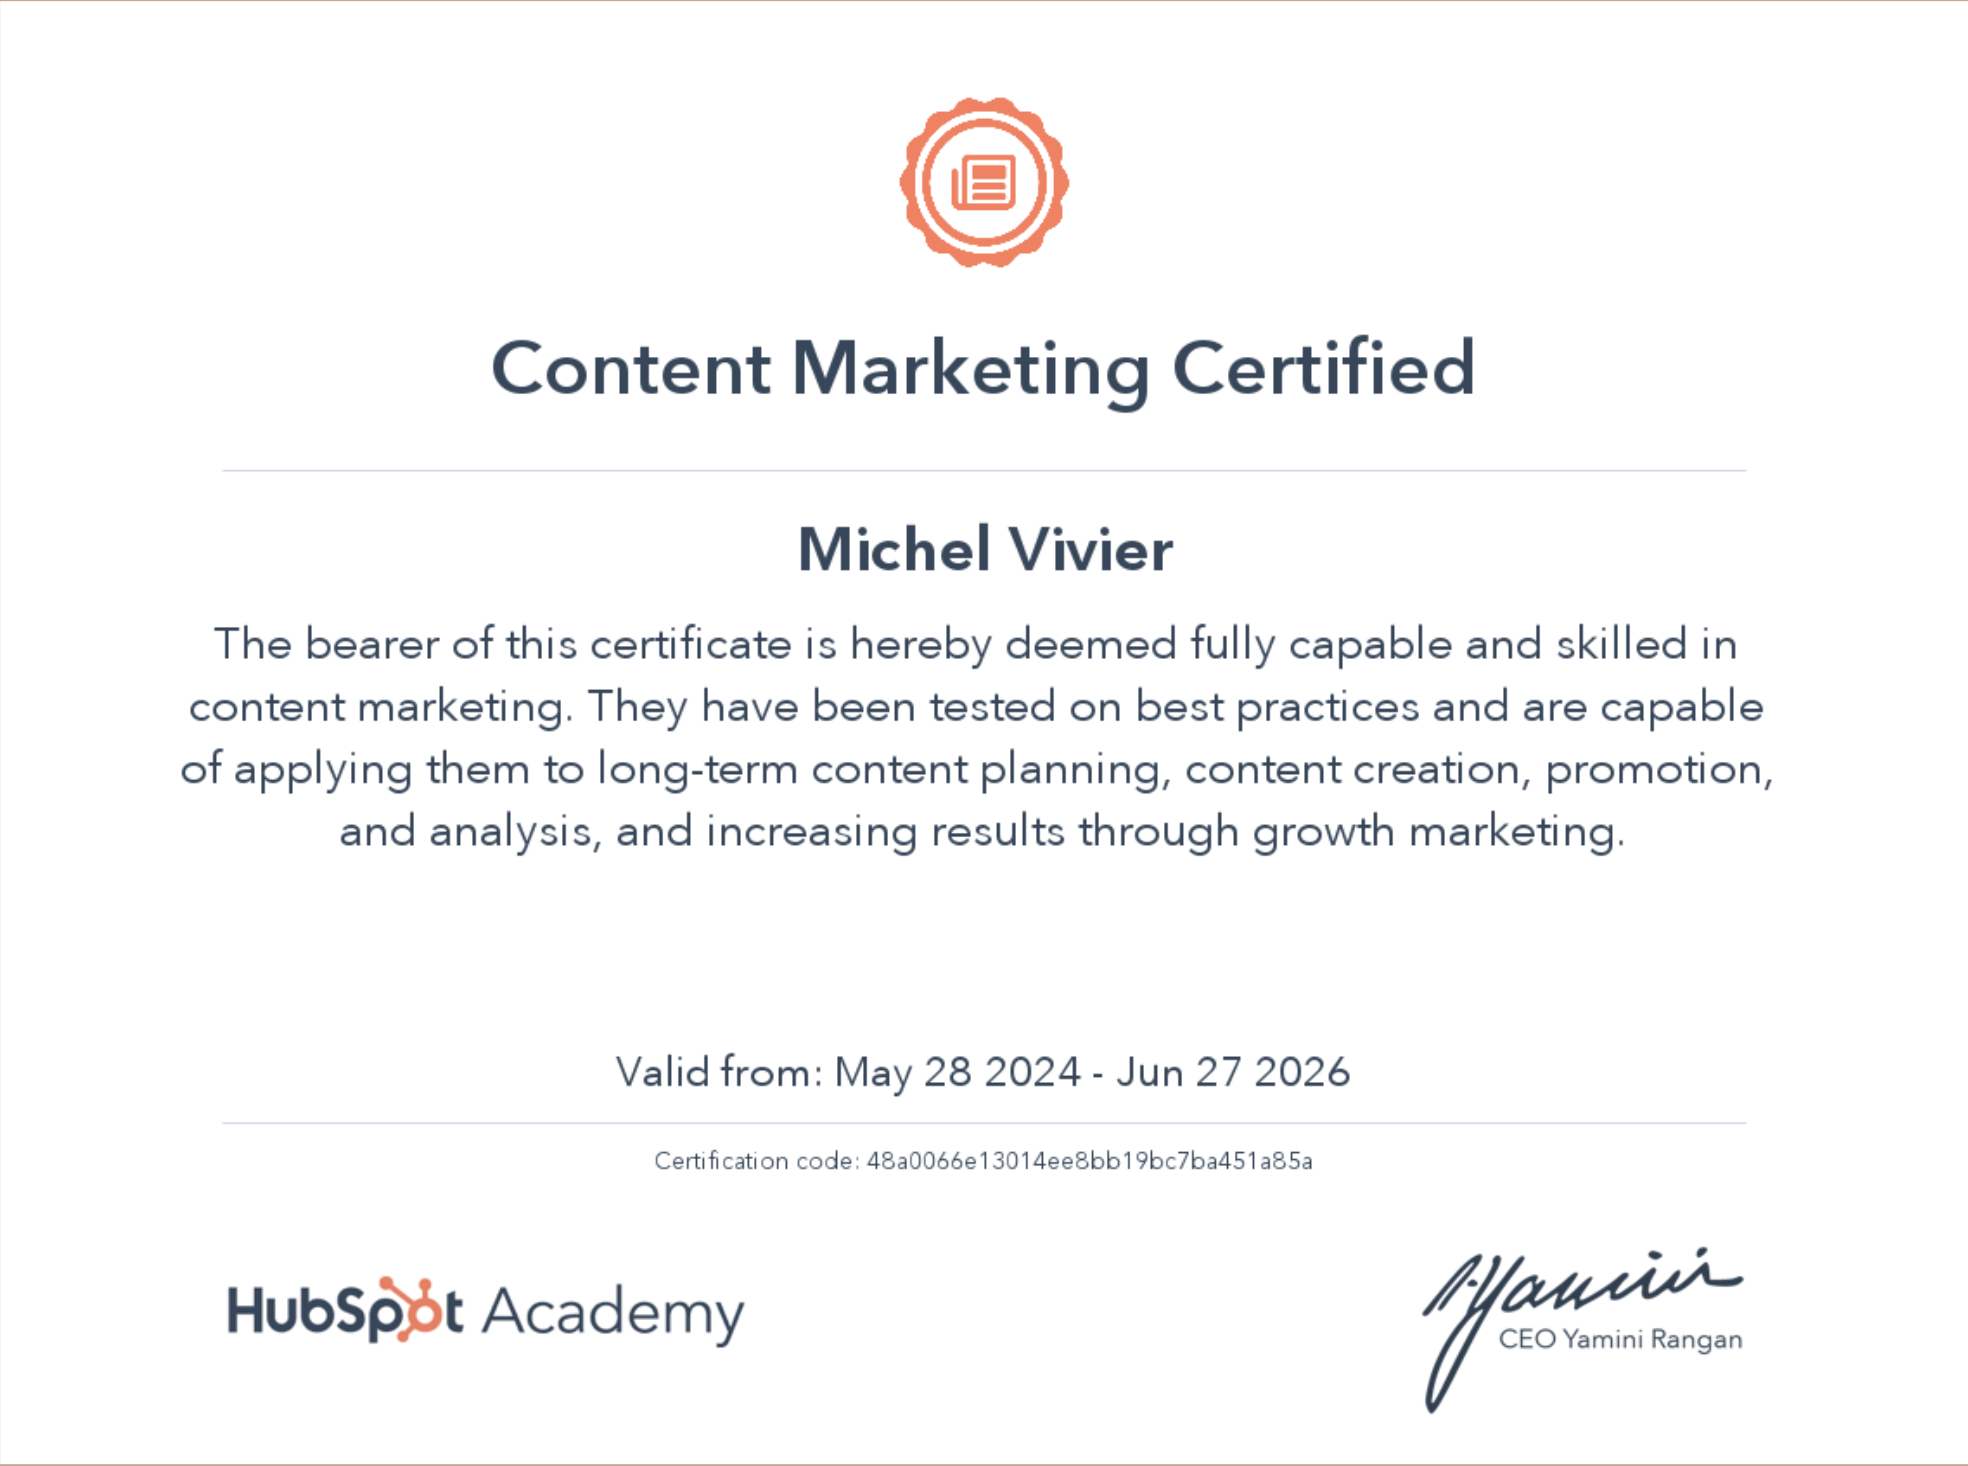 Content Marketing Certified
Michel Vivier
The bearer of this certificate is hereby deemed fully capable and skilled in
content marketing. They have been tested on best practices and are capable
of applying them to long-term content planning, content creation, promotion,
and analysis, and increasing results through growth marketing.
Valid from: May 28 2024 - Jun 27 2026
Certification code: 48a0066e13014ee8bb19bc7ba451a85a
HubSpot Academy
Yamini
CEO Yamini Rangan